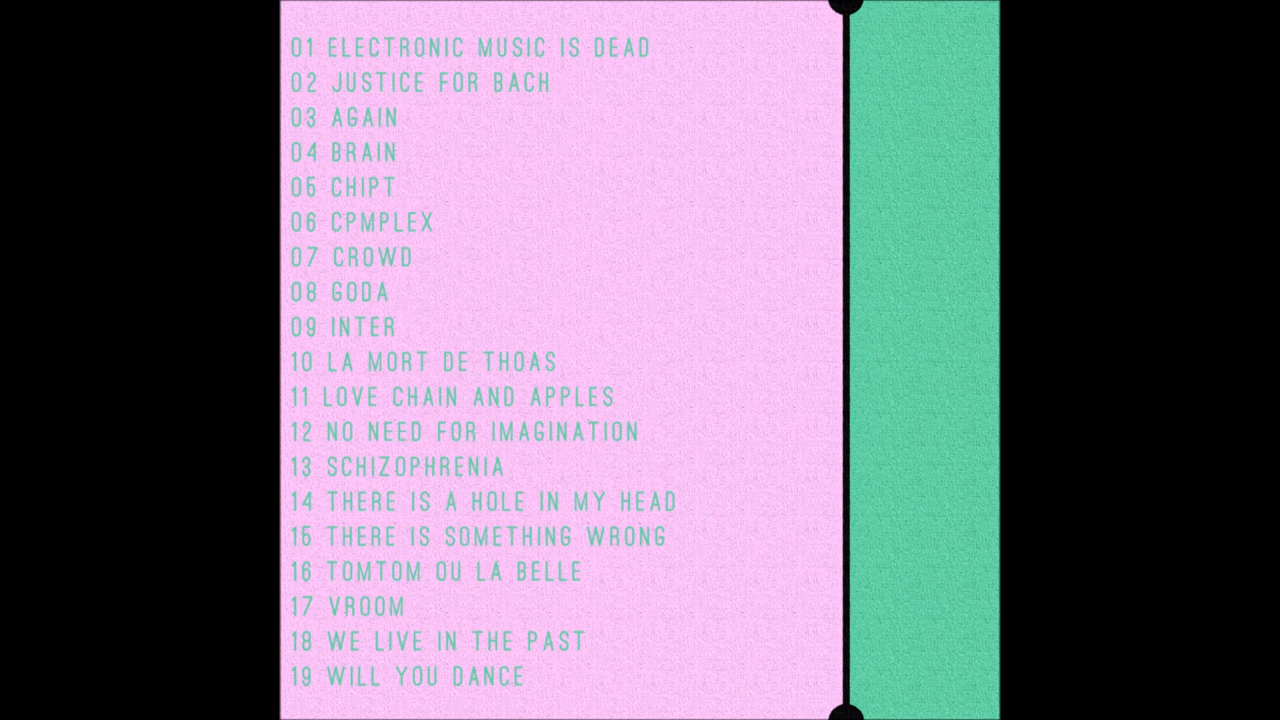 01 ELECTRONIC MUSIC IS DEAD
02 JUSTICE FOR BACH
03 AGAIN
04 BRAIN
05 CHIPT
06 CPMPLEX
07 CROWD
08 GODA
09 INTER
10 LA MORT DE THOAS
11 LOVE CHAIN AND APPLES
12 NO NEED FOR IMAGINATION
13 SCHIZOPHRENIA
14 THERE IS A HOLE IN MY HEAD
15 THERE IS SOMETHING WRONG
16 TOMTOM OU LA BELLE
17 VROOM
18 WE LIVE IN THE PAST
19 WILL YOU DANCE